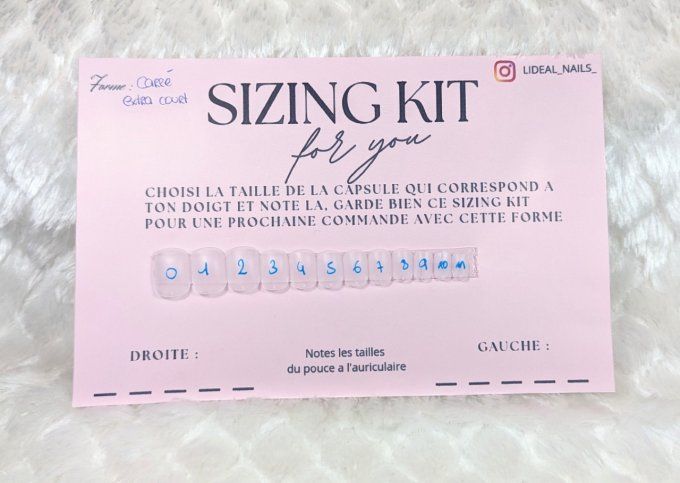 Forme : Carré
extra court
LIDEAL_NAILS_
SIZING KIT
for you
CHOISI LA TAILLE DE LA CAPSULE QUI CORRESPOND A
TON DOIGT ET NOTE LA, GARDE BIEN CE SIZING KIT
POUR UNE PROCHAINE COMMANDE AVEC CETTE FORME
0 1 2 3 4 5 6 7 8 9 10 11
DROITE :
Notes les tailles
du pouce a l'auriculaire
GAUCHE :